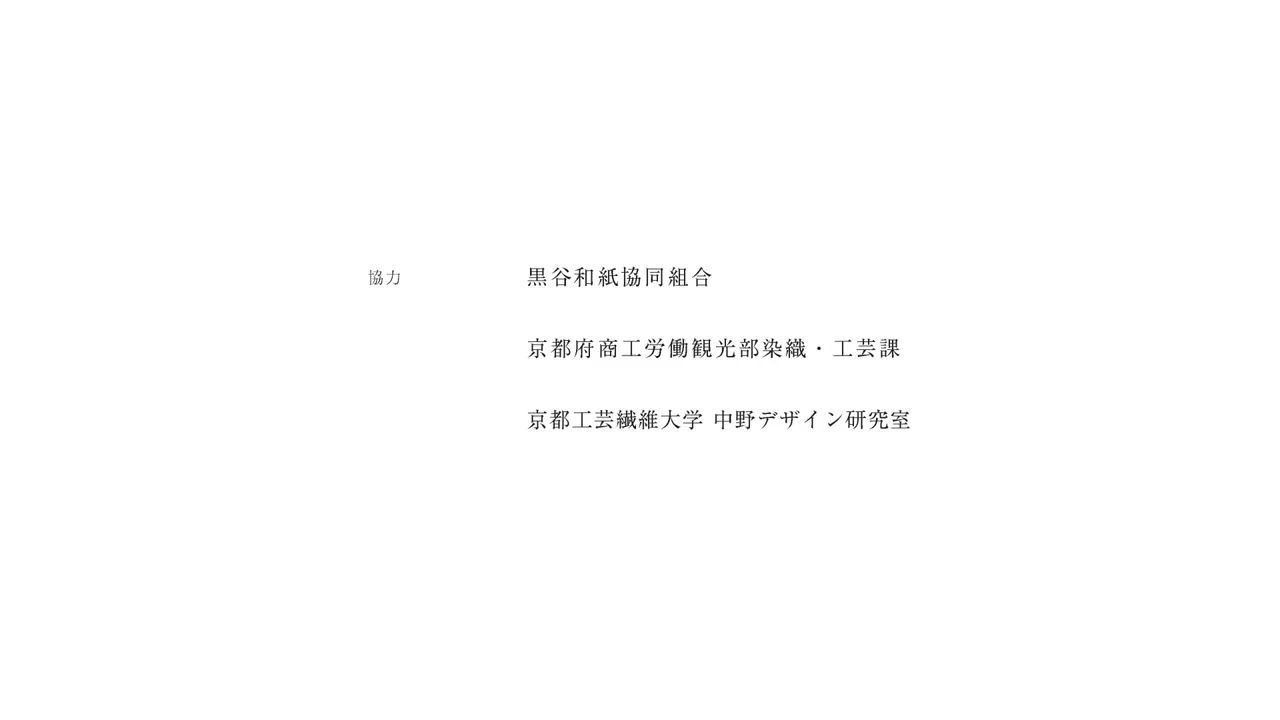 協力 黒谷和紙協同組合
京都府商工労働観光部染織・工芸課
京都工芸繊維大学 中野デザイン研究室